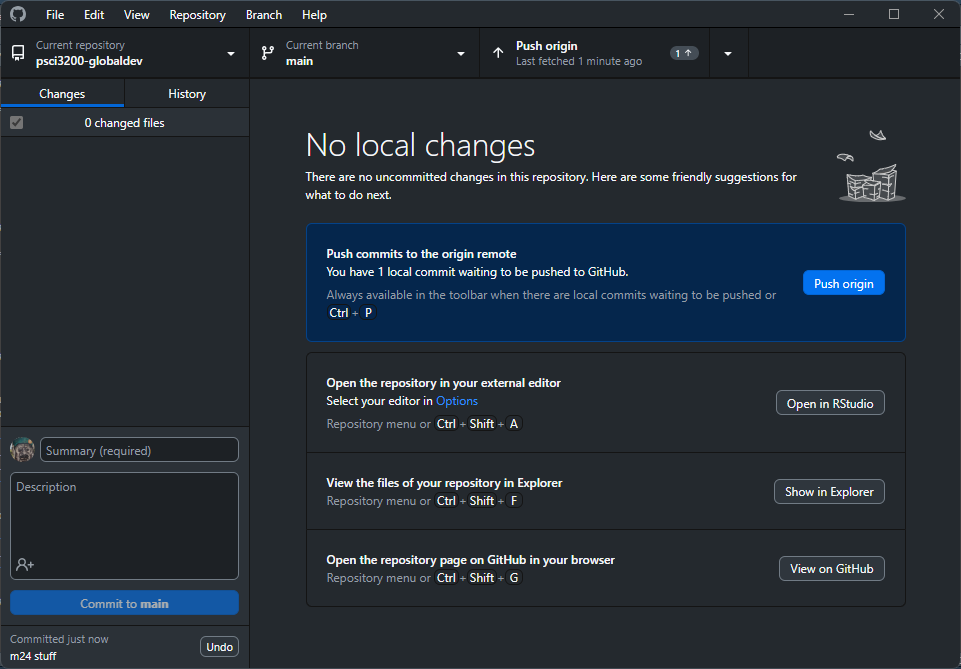 File Edit View Repository Branch Help
Current repository
psci3200-globaldev
Current branch
main
Push origin
Last fetched 1 minute ago
1
Changes History
0 changed files
No local changes
There are no uncommitted changes in this repository. Here are some friendly suggestions for
what to do next.
Push commits to the origin remote
You have 1 local commit waiting to be pushed to GitHub.
Always available in the toolbar when there are local commits waiting to be pushed or
Ctrl + P
Push origin
Open the repository in your external editor
Select your editor in Options
Repository menu or Ctrl + Shift + A
Open in RStudio
View the files of your repository in Explorer
Repository menu or Ctrl + Shift + F
Show in Explorer
Open the repository page on GitHub in your browser
Repository menu or Ctrl + Shift + G
View on GitHub
Summary (required)
Description
Commit to main
Committed just now
m24 stuff
Undo